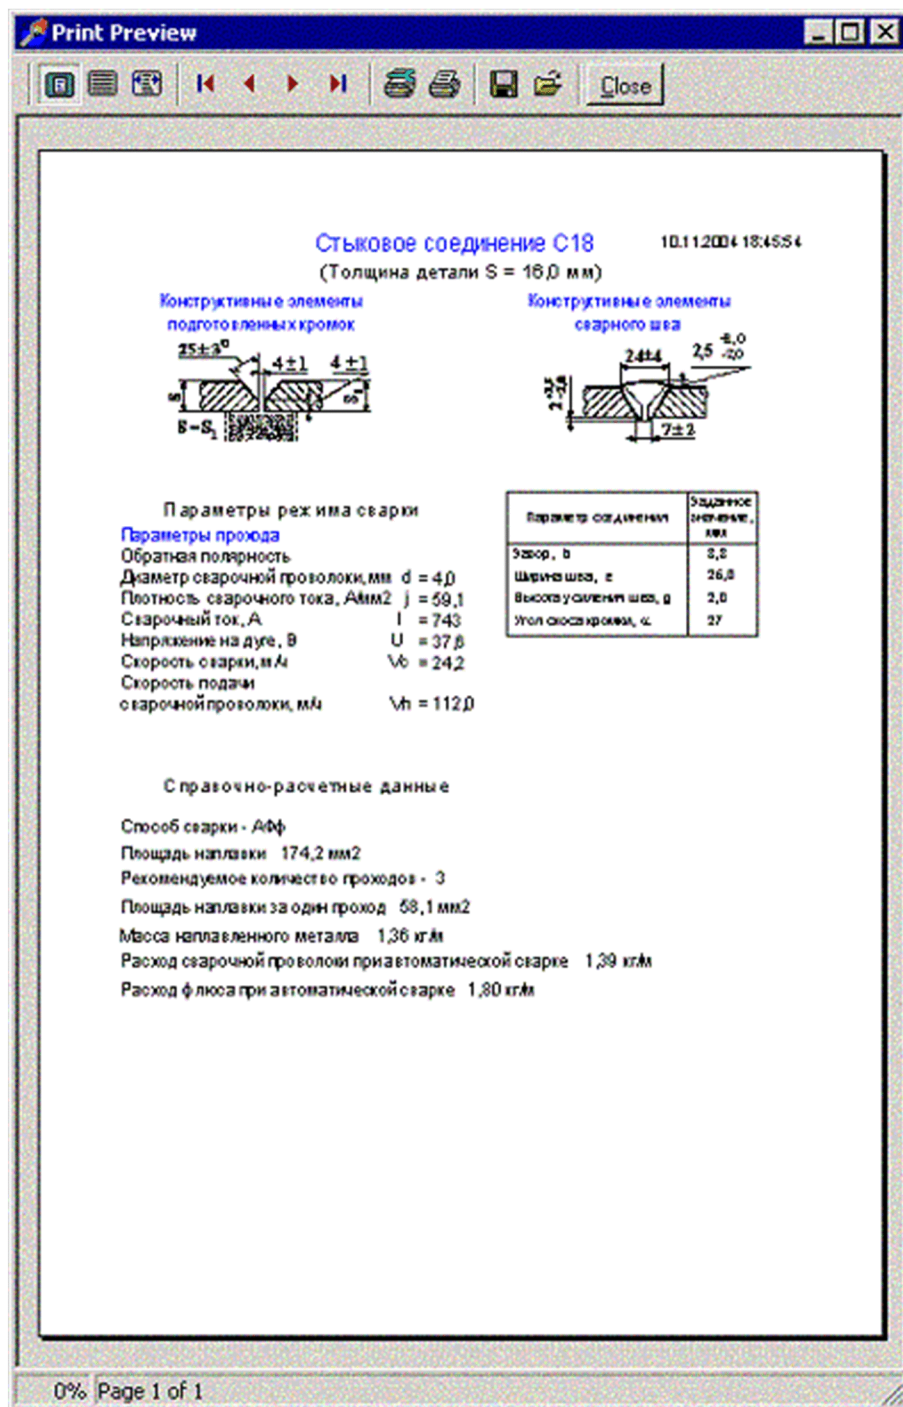 Print Preview
Close
Стыковое соединение С18
10.11.2004 18:45:54
(Толщина детали S = 16,0 мм)
Конструктивные элементы
подготовленных кромок
Конструктивные элементы
сварного шва
25±3°
4±1
4±1
S
S₁
S=S₁
24±4
2,5
7±2
Параметры режима сварки
Параметры прохода
Обратная полярность
Диаметр сварочной проволоки, мм d = 4,0
Плотность сварочного тока, А/мм2 j = 59,1
Сварочный ток, А I = 743
Напряжение на дуге, В U = 37,6
Скорость сварки, м/ч Vc = 24,2
Скорость подачи
сварочной проволоки, м/ч Vп = 112,0
Параметр соединения
Заданное
значение,
мм
Зазор, b
Ширина шва, e 26,0
Высота усиления шва, g 2,0
Угол скоса кромки, α 27
Справочно-расчетные данные
Способ сварки - АФф
Площадь наплавки 174,2 мм2
Рекомендуемое количество проходов - 3
Площадь наплавки за один проход 58,1 мм2
Масса наплавленного металла 1,36 кг/м
Расход сварочной проволоки при автоматической сварке 1,39 кг/м
Расход флюса при автоматической сварке 1,80 кг/м
0% Page 1 of 1